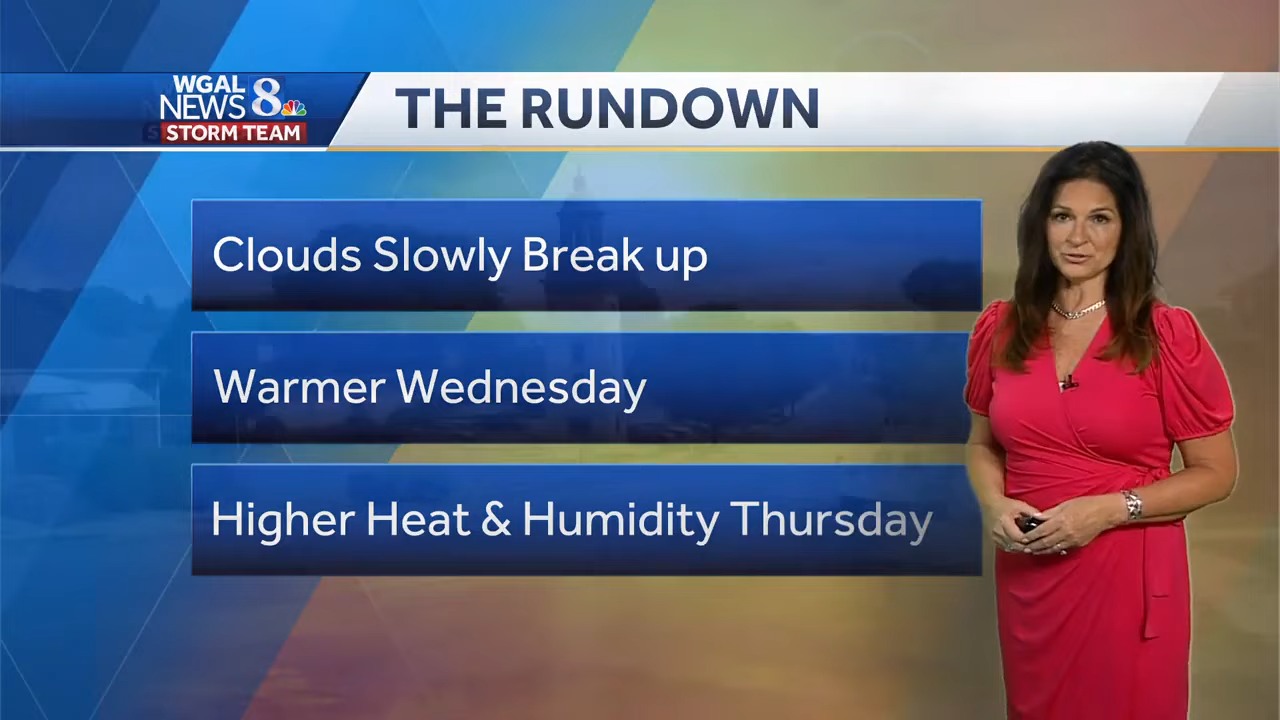 WGAL
NEWS 8
STORM TEAM
THE RUNDOWN
Clouds Slowly Break up
Warmer Wednesday
Higher Heat & Humidity Thursday